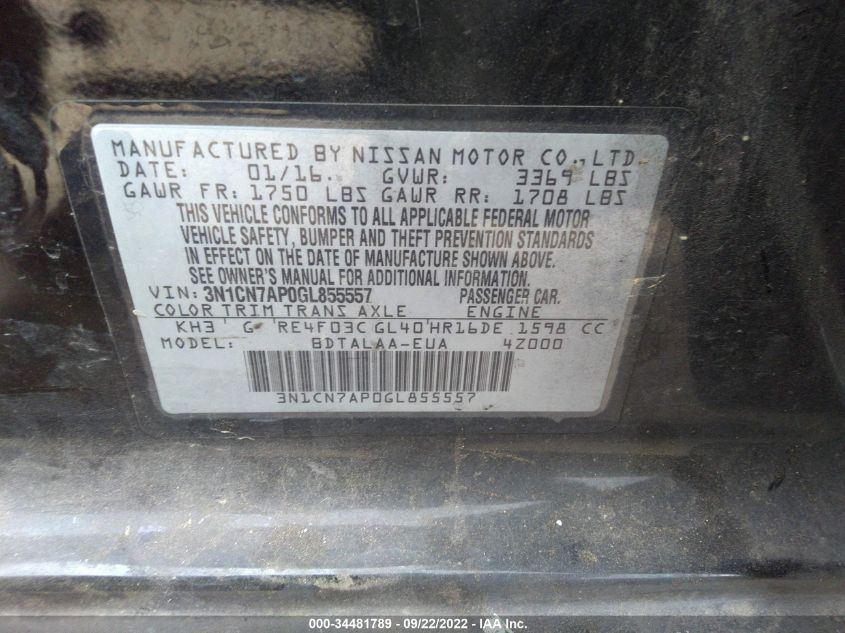 MANUFACTURED BY NISSAN MOTOR CO., LTD.
DATE: 01/16. GVWR: 3369 LBS
GAWR FR: 1750 LBS GAWR RR: 1708 LBS
THIS VEHICLE CONFORMS TO ALL APPLICABLE FEDERAL MOTOR
VEHICLE SAFETY, BUMPER AND THEFT PREVENTION STANDARDS
IN EFFECT ON THE DATE OF MANUFACTURE SHOWN ABOVE.
SEE OWNER'S MANUAL FOR ADDITIONAL INFORMATION.
VIN: 3N1CN7AP0GL855557 PASSENGER CAR.
COLOR TRIM TRANS AXLE ENGINE
KH3 G RE4F03C GL40 HR16DE 1598 CC
MODEL: BDTALAA-EUA 4Z000
3N1CN7AP0GL855557
000-34481789 - 09/22/2022 - IAA Inc.